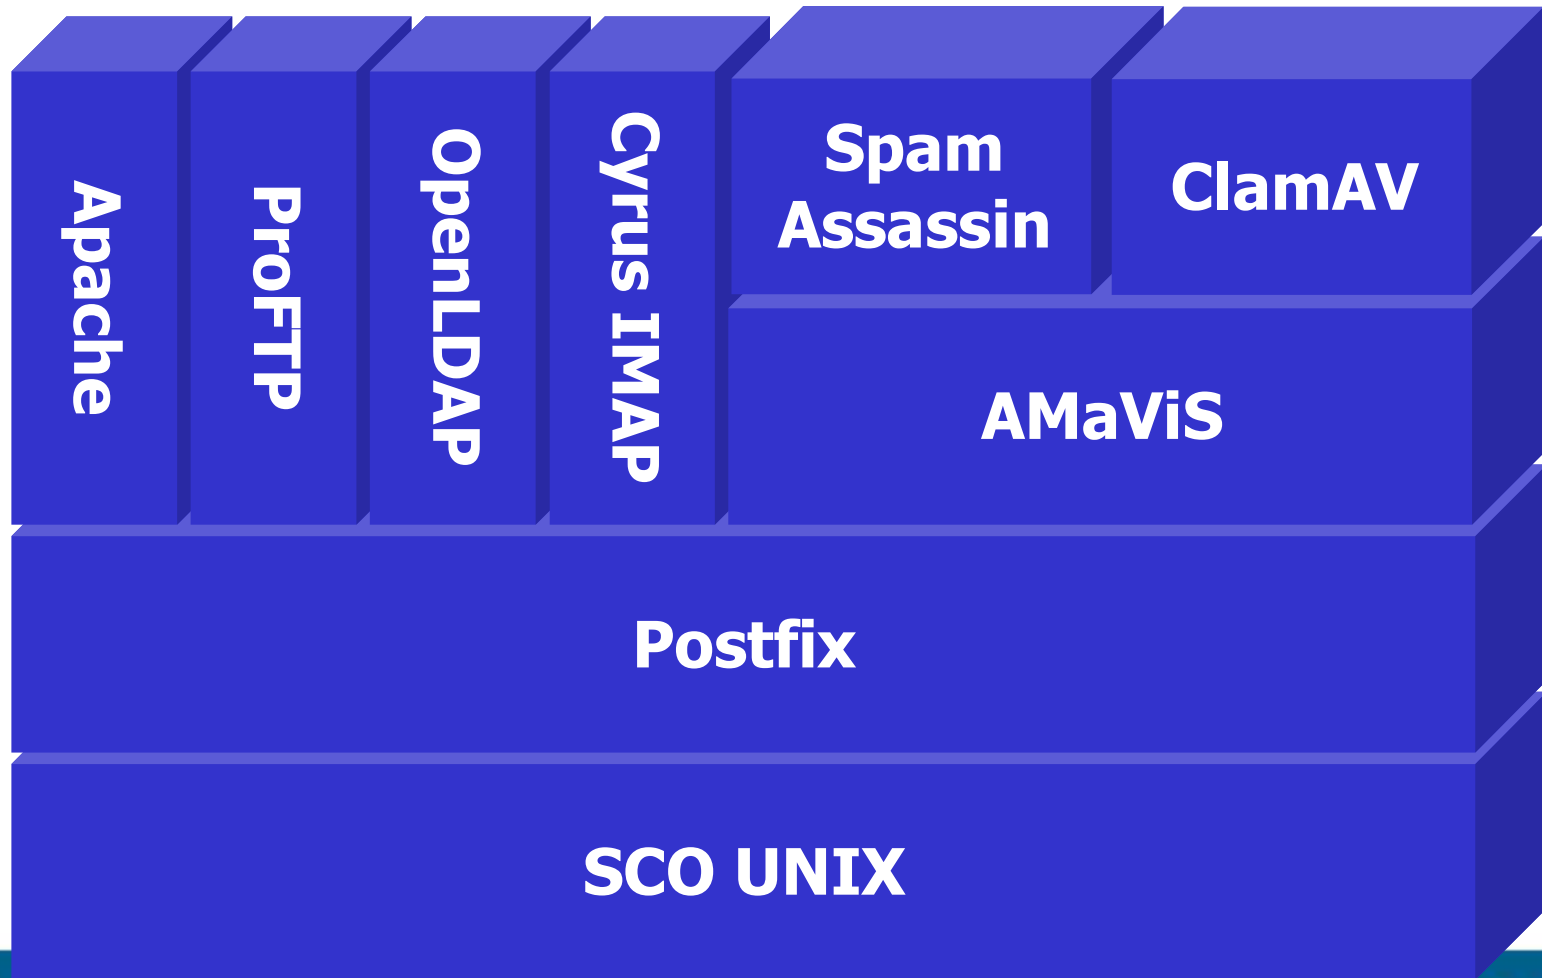 Apache
ProFTP
OpenLDAP
Cyrus IMAP
Spam
Assassin
ClamAV
AMaViS
Postfix
SCO UNIX